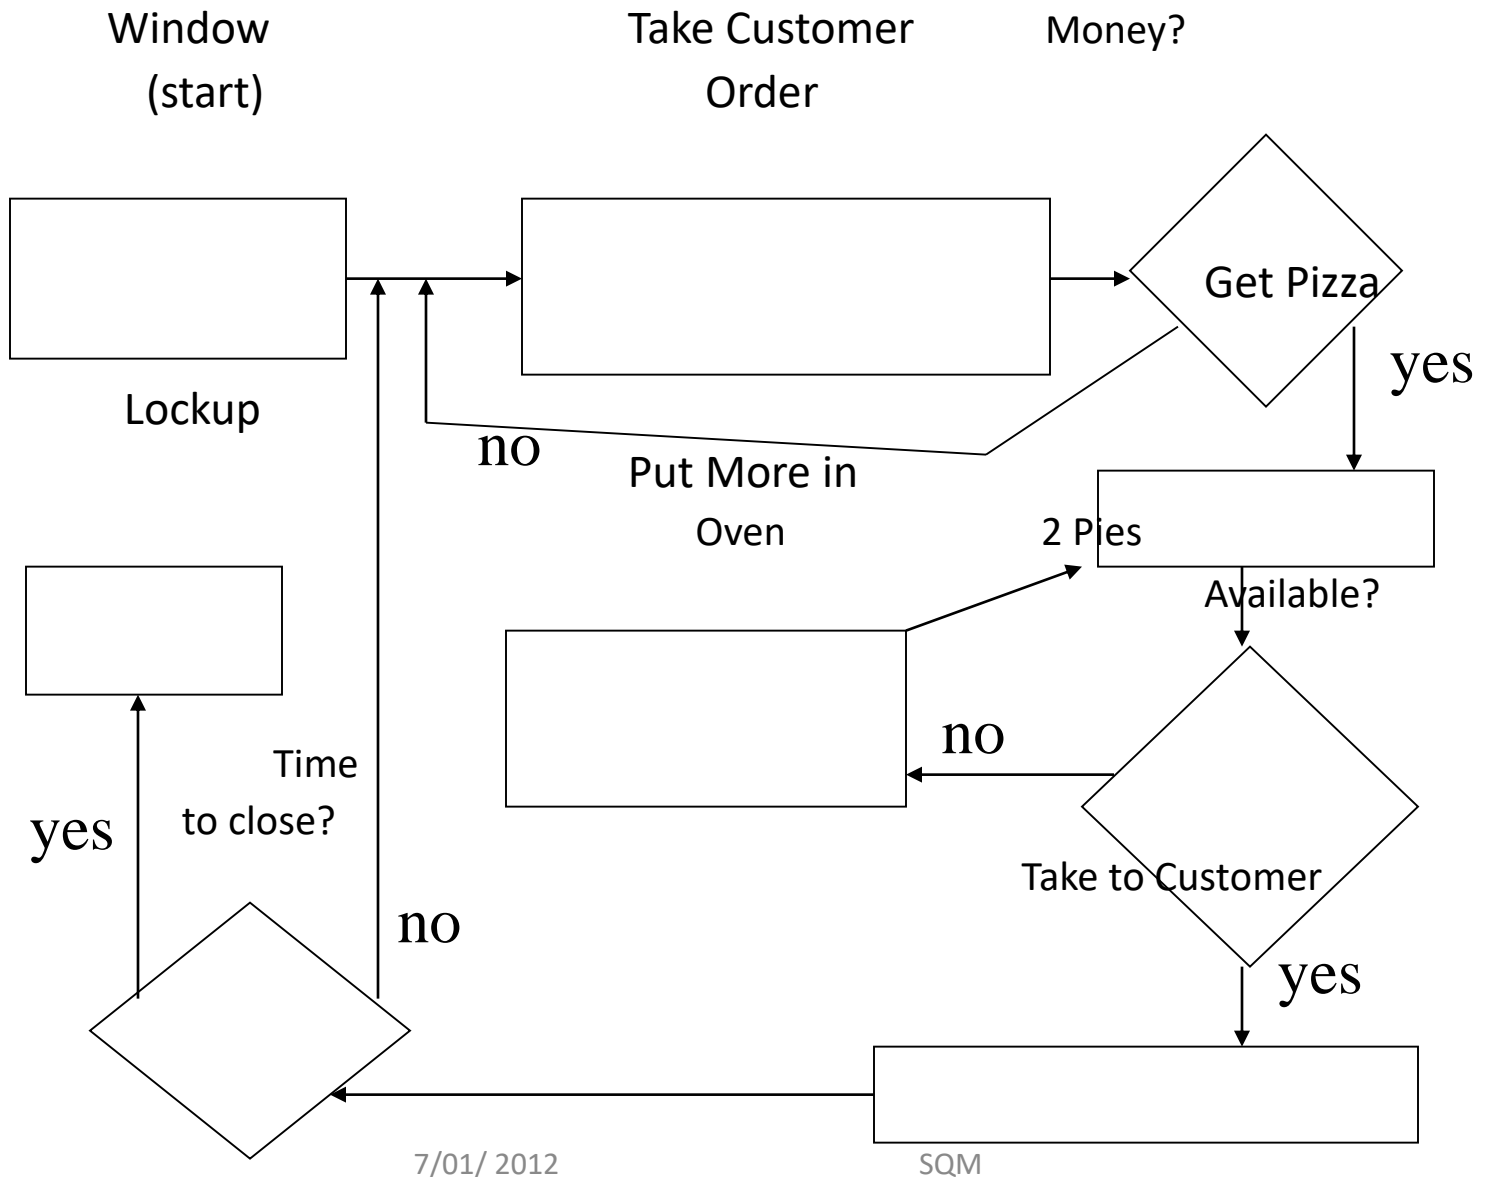 Window
(start)
Take Customer
Order
Money?
Get Pizza
yes
Lockup
no
Put More in
Oven
2 Pies
Available?
no
Time
to close?
yes
Take to Customer
no
yes
7/01/ 2012
SQM